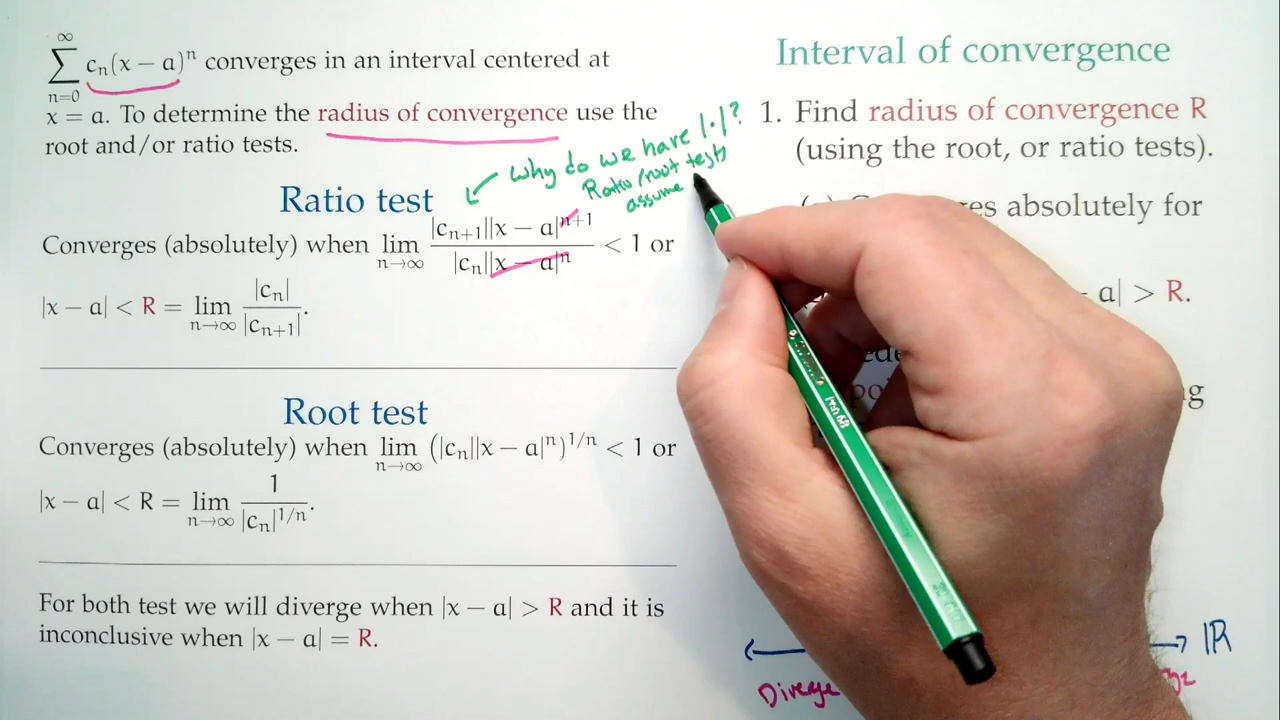 ∑_{n=0}^{∞} c_n(x − a)^n converges in an interval centered at
x = a. To determine the radius of convergence use the
root and/or ratio tests.
why do we have |·|?
Ratio/root tests
assume
Ratio test
Converges (absolutely) when lim_{n→∞} |c_{n+1}||x − a|^{n+1} / |c_n||x − a|^n < 1 or
|x − a| < R = lim_{n→∞} |c_n| / |c_{n+1}|.
Root test
Converges (absolutely) when lim_{n→∞} (|c_n||x − a|^n)^{1/n} < 1 or
|x − a| < R = lim_{n→∞} 1 / |c_n|^{1/n}.
For both test we will diverge when |x − a| > R and it is
inconclusive when |x − a| = R.
Interval of convergence
1. Find radius of convergence R
(using the root, or ratio tests).
es absolutely for
a| > R.
g
ℝ
Diverge